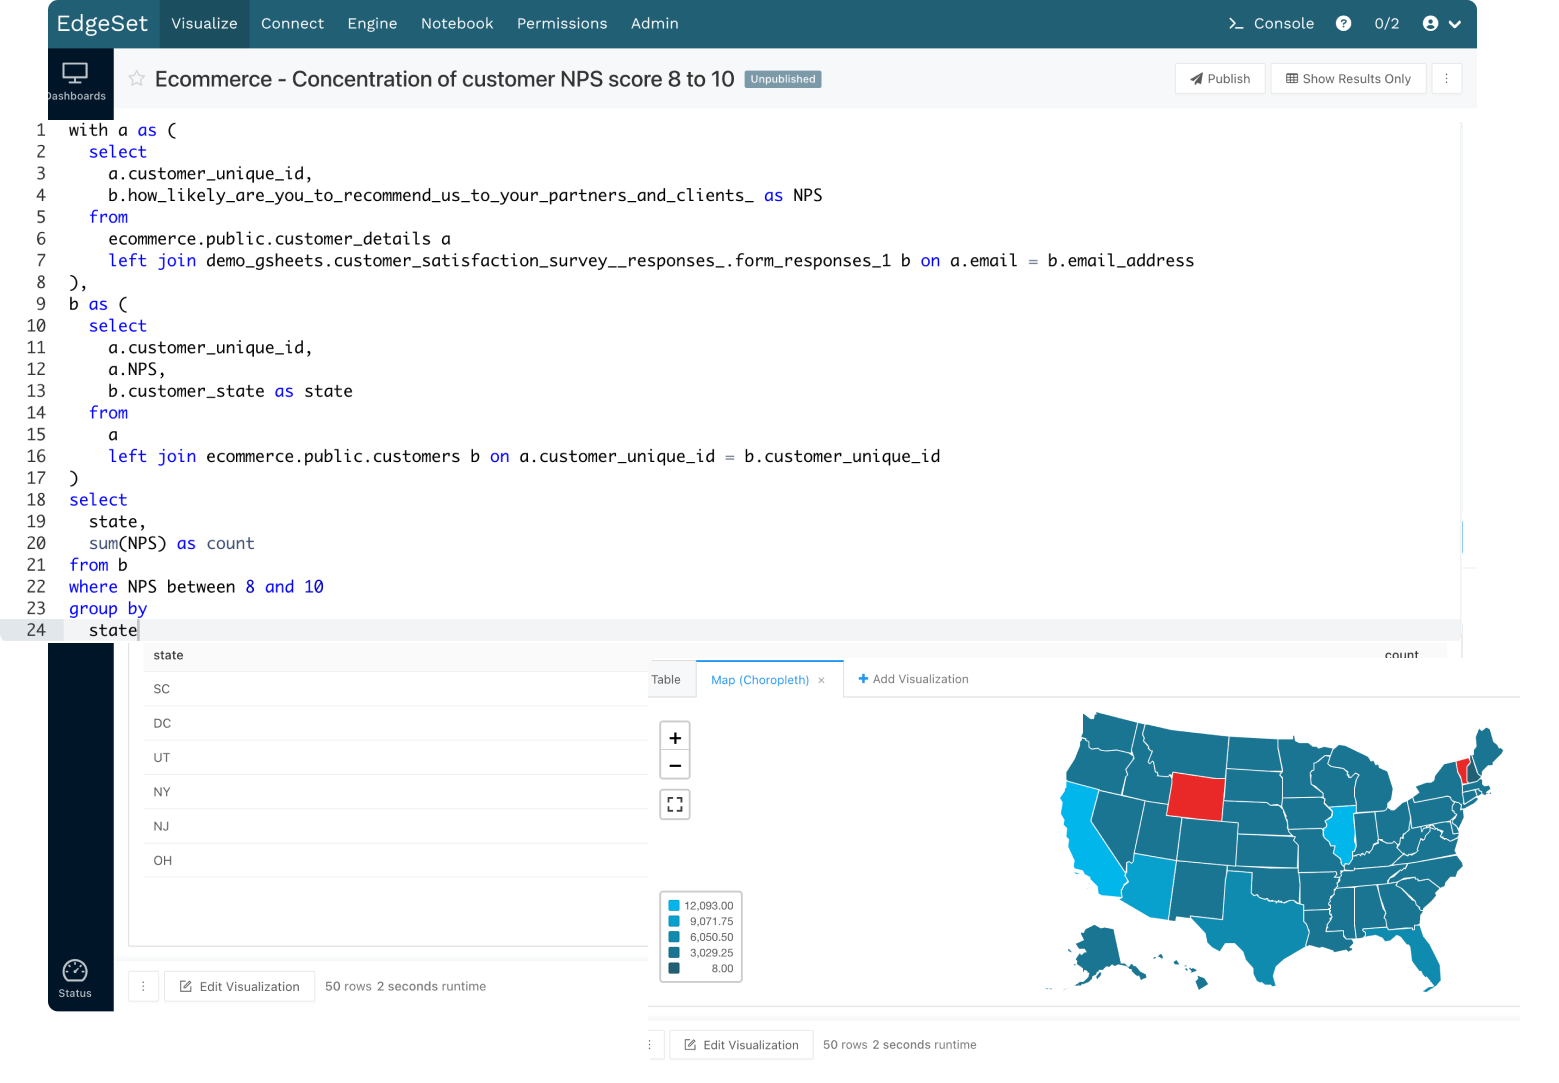 EdgeSet Visualize Connect Engine Notebook Permissions Admin Console ? 0/2
Dashboards
Ecommerce - Concentration of customer NPS score 8 to 10 Unpublished Publish Show Results Only
1 with a as (
2 select
3 a.customer_unique_id,
4 b.how_likely_are_you_to_recommend_us_to_your_partners_and_clients_ as NPS
5 from
6 ecommerce.public.customer_details a
7 left join demo_gsheets.customer_satisfaction_survey__responses_.form_responses_1 b on a.email = b.email_address
8 ),
9 b as (
10 select
11 a.customer_unique_id,
12 a.NPS,
13 b.customer_state as state
14 from
15 a
16 left join ecommerce.public.customers b on a.customer_unique_id = b.customer_unique_id
17 )
18 select
19 state,
20 sum(NPS) as count
21 from b
22 where NPS between 8 and 10
23 group by
24 state
state count
SC
DC
UT
NY
NJ
OH
Status
Edit Visualization 50 rows 2 seconds runtime
Table Map (Choropleth) × + Add Visualization
+
−
12,093.00
9,071.75
6,050.50
3,029.25
8.00
Edit Visualization 50 rows 2 seconds runtime